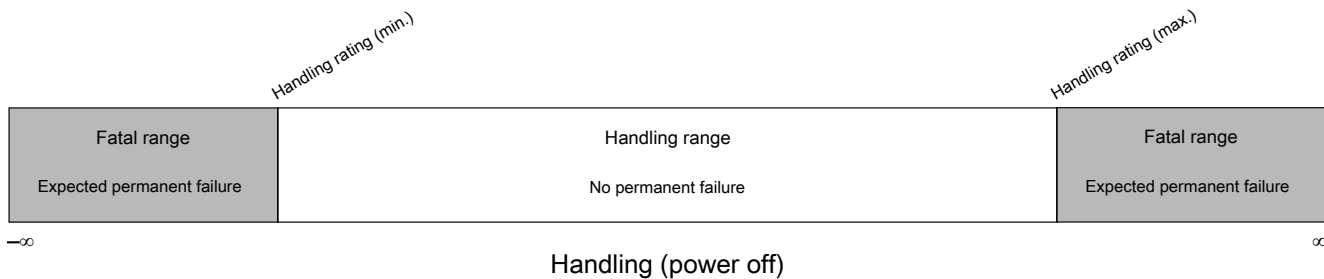 Handling rating (min.)
Handling rating (max.)
Fatal range
Handling range
Fatal range
Expected permanent failure
No permanent failure
Expected permanent failure
–∞
∞
Handling (power off)